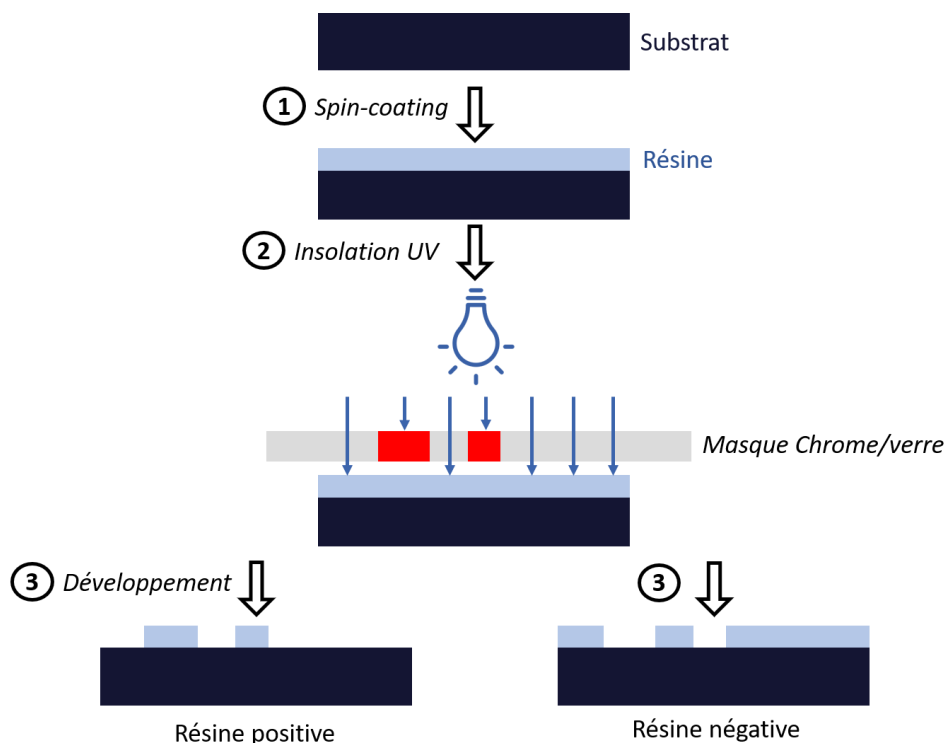 Substrat
1 Spin-coating
Résine
2 Insolation UV
Masque Chrome/verre
3 Développement
3
Résine positive
Résine négative